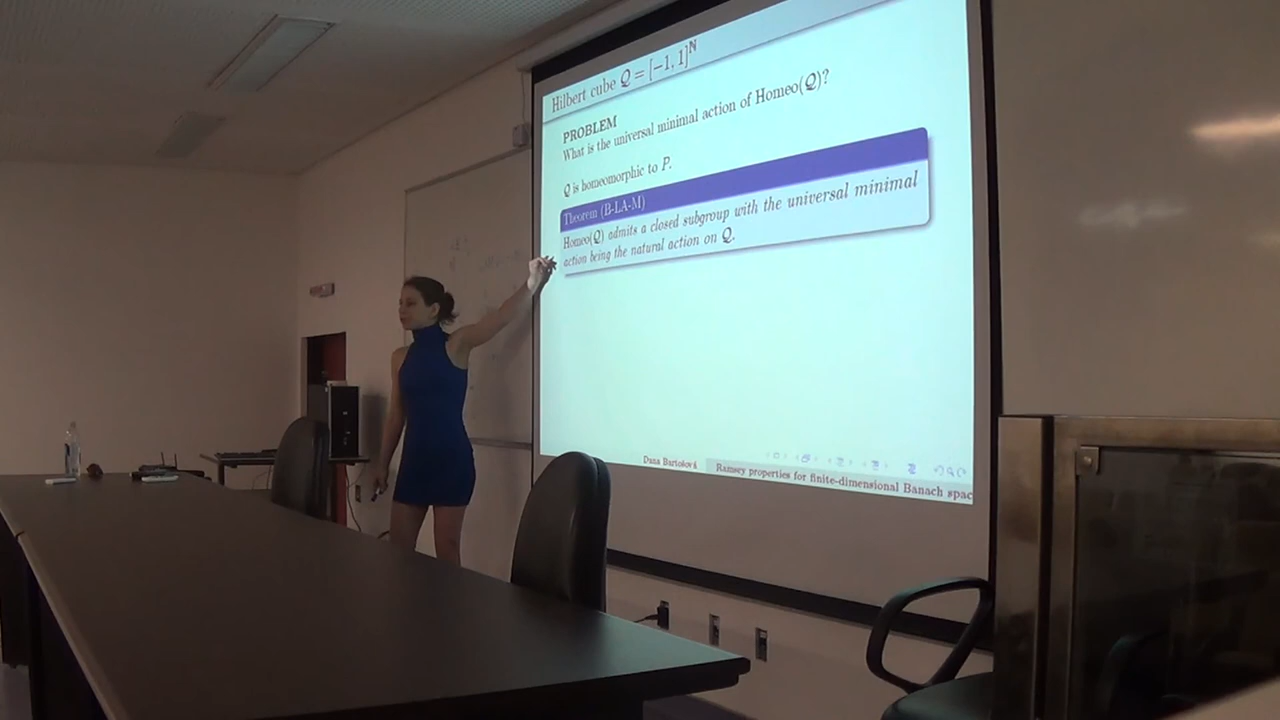 Hilbert cube Q = [−1, 1]^ℕ
PROBLEM
What is the universal minimal action of Homeo(Q)?
Q is homeomorphic to P.
Theorem (B-LA-M)
Homeo(Q) admits a closed subgroup with the universal minimal
action being the natural action on Q.
Dana Bartošová Ramsey properties for finite-dimensional Banach spac